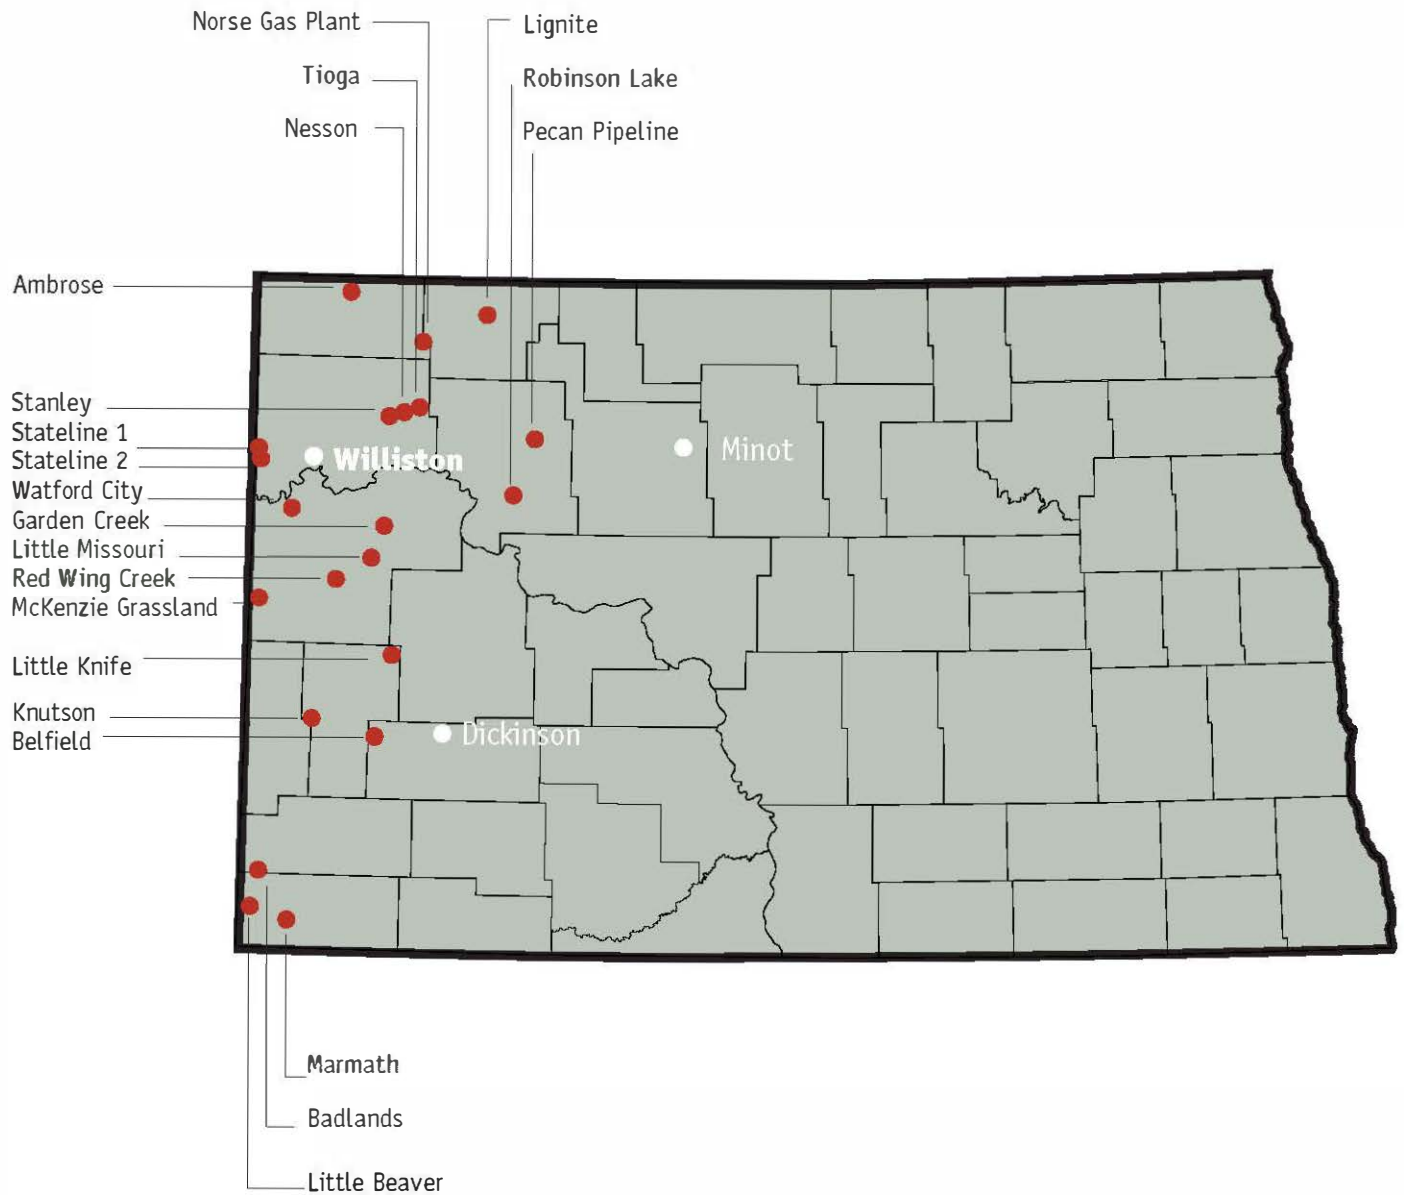 Norse Gas Plant
Lignite
Tioga
Robinson Lake
Nesson
Pecan Pipeline
Ambrose
Stanley
Stateline 1
Stateline 2
Watford City
Garden Creek
Little Missouri
Red Wing Creek
McKenzie Grassland
Little Knife
Knutson
Belfield
Williston
Minot
Dickinson
Marmath
Badlands
Little Beaver